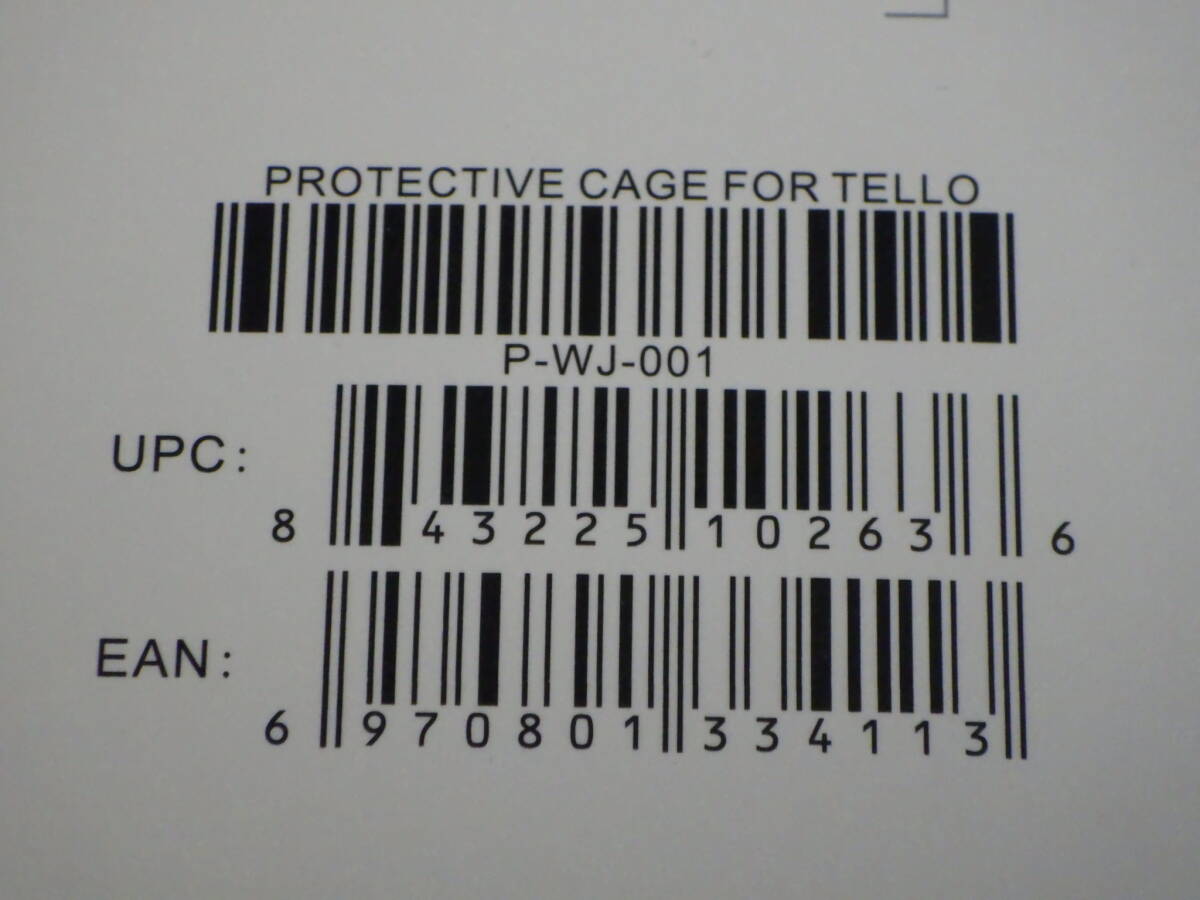 PROTECTIVE CAGE FOR TELLO
P-WJ-001
UPC: 8 43225 10263 6
EAN: 6 970801 334113